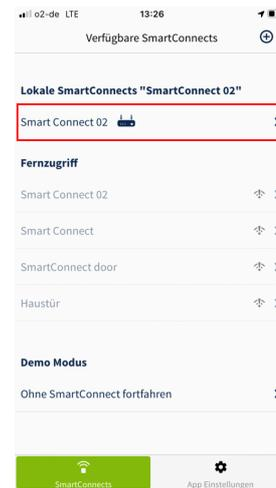 o2-de LTE 13:26
Verfügbare SmartConnects
Lokale SmartConnects "SmartConnect 02"
Smart Connect 02
Fernzugriff
Smart Connect 02
Smart Connect
SmartConnect door
Haustür
Demo Modus
Ohne SmartConnect fortfahren
SmartConnects App Einstellungen